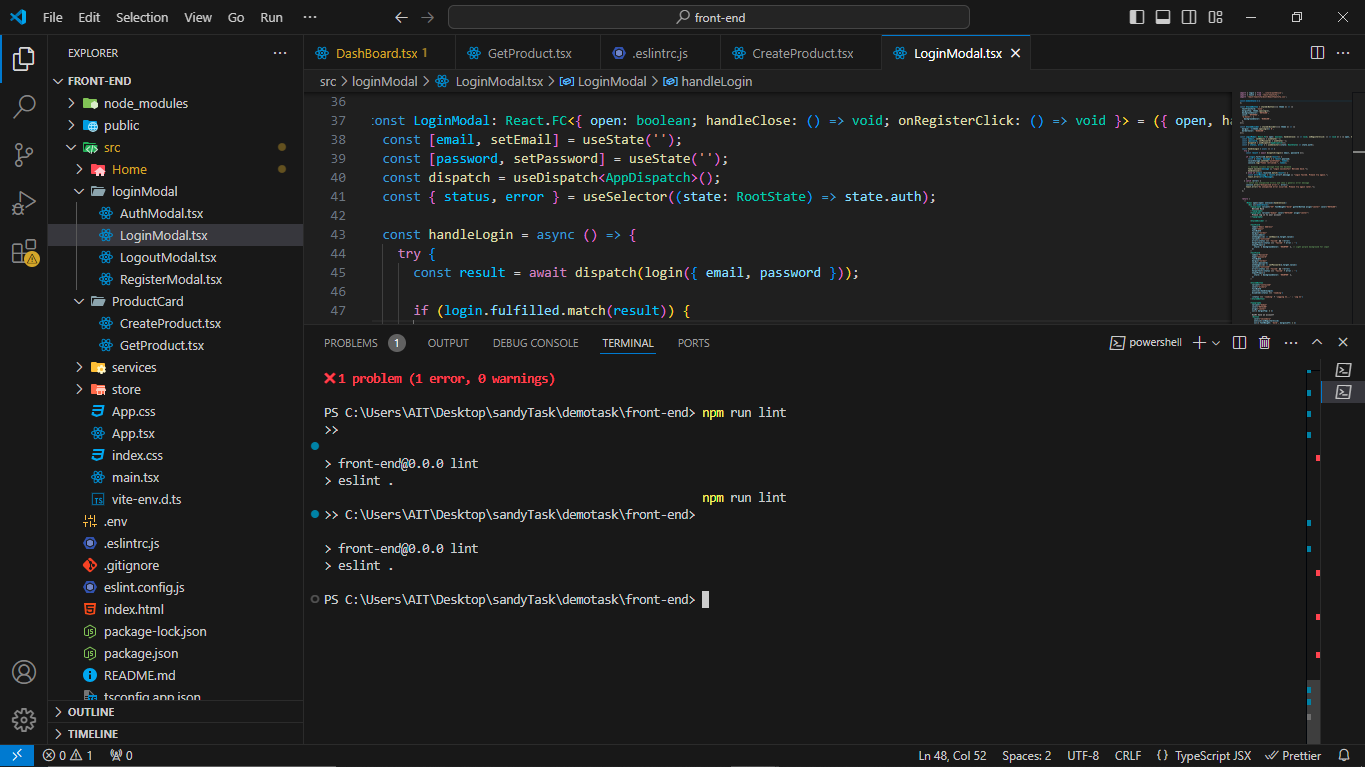 File Edit Selection View Go Run ··· front-end
EXPLORER ···
FRONT-END
node_modules
public
src
Home
loginModal
AuthModal.tsx
LoginModal.tsx
LogoutModal.tsx
RegisterModal.tsx
ProductCard
CreateProduct.tsx
GetProduct.tsx
services
store
App.css
App.tsx
index.css
main.tsx
TS vite-env.d.ts
.env
.eslintrc.js
.gitignore
eslint.config.js
index.html
package-lock.json
package.json
README.md
tsconfig.app.json
OUTLINE
TIMELINE
DashBoard.tsx 1 GetProduct.tsx .eslintrc.js CreateProduct.tsx LoginModal.tsx
src > loginModal > LoginModal.tsx > LoginModal > handleLogin
36
37 const LoginModal: React.FC<{ open: boolean; handleClose: () => void; onRegisterClick: () => void }> = ({ open, ha
38 const [email, setEmail] = useState('');
39 const [password, setPassword] = useState('');
40 const dispatch = useDispatch<AppDispatch>();
41 const { status, error } = useSelector((state: RootState) => state.auth);
42
43 const handleLogin = async () => {
44 try {
45 const result = await dispatch(login({ email, password }));
46
47 if (login.fulfilled.match(result)) {
PROBLEMS 1 OUTPUT DEBUG CONSOLE TERMINAL PORTS powershell
✖ 1 problem (1 error, 0 warnings)
PS C:\Users\AIT\Desktop\sandyTask\demotask\front-end> npm run lint
>>
> front-end@0.0.0 lint
> eslint .
npm run lint
>> C:\Users\AIT\Desktop\sandyTask\demotask\front-end>
> front-end@0.0.0 lint
> eslint .
PS C:\Users\AIT\Desktop\sandyTask\demotask\front-end>
0 1 0 Ln 48, Col 52 Spaces: 2 UTF-8 CRLF {} TypeScript JSX Prettier